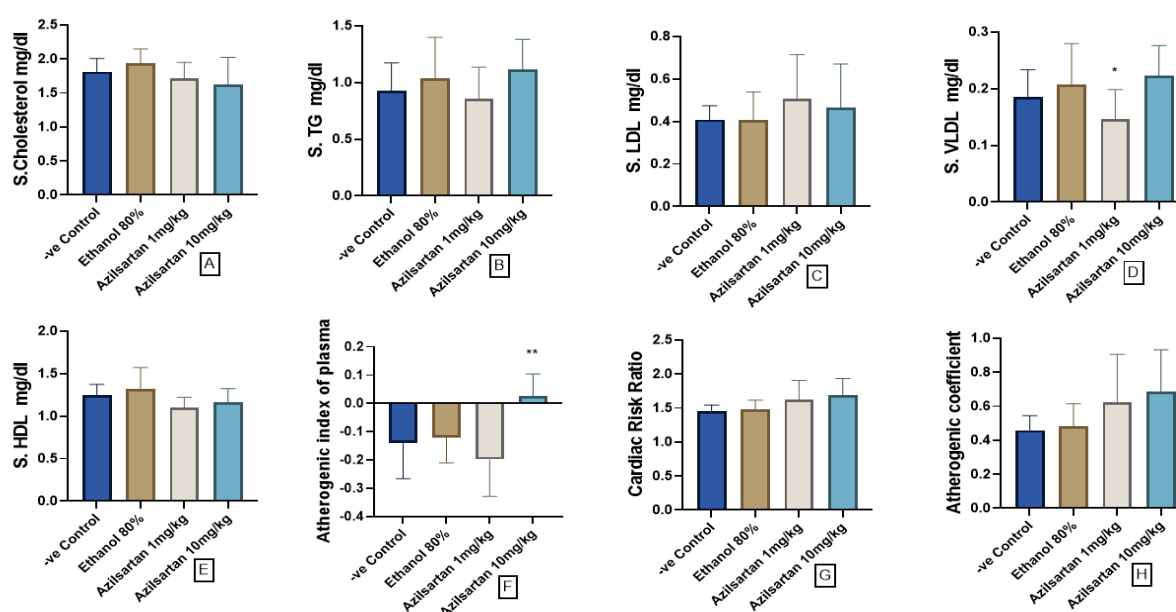 S.Cholesterol mg/dl
2.5
2.0
1.5
1.0
0.5
0.0
-ve Control
Ethanol 80%
Azilsartan 1mg/kg
Azilsartan 10mg/kg
A
S. TG mg/dl
1.5
1.0
0.5
0.0
-ve Control
Ethanol 80%
Azilsartan 1mg/kg
Azilsartan 10mg/kg
B
S. LDL mg/dl
0.8
0.6
0.4
0.2
0.0
-ve Control
Ethanol 80%
Azilsartan 1mg/kg
Azilsartan 10mg/kg
C
S. VLDL mg/dl
0.3
0.2
0.1
0.0
*
-ve Control
Ethanol 80%
Azilsartan 1mg/kg
Azilsartan 10mg/kg
D
S. HDL mg/dl
2.0
1.5
1.0
0.5
0.0
-ve Control
Ethanol 80%
Azilsartan 1mg/kg
Azilsartan 10mg/kg
E
Atherogenic index of plasma
0.2
0.1
0.0
-0.1
-0.2
-0.3
-0.4
**
-ve Control
Ethanol 80%
Azilsartan 1mg/kg
Azilsartan 10mg/kg
F
Cardiac Risk Ratio
2.5
2.0
1.5
1.0
0.5
0.0
-ve Control
Ethanol 80%
Azilsartan 1mg/kg
Azilsartan 10mg/kg
G
Atherogenic coefficient
1.0
0.8
0.6
0.4
0.2
0.0
-ve Control
Ethanol 80%
Azilsartan 1mg/kg
Azilsartan 10mg/kg
H